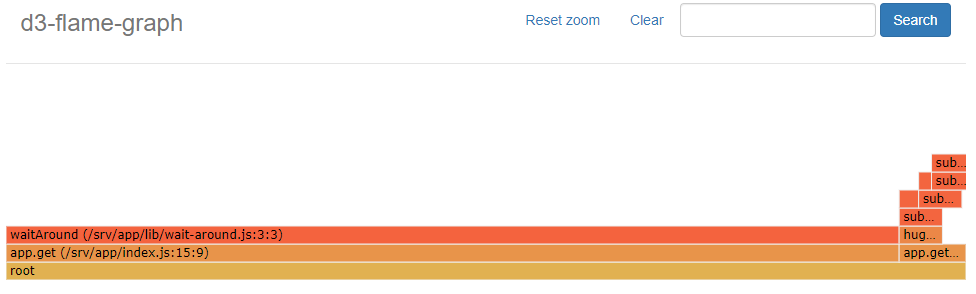 d3-flame-graph Reset zoom Clear Search
sub...
sub...
sub...
sub...
waitAround (/srv/app/lib/wait-around.js:3:3) hug...
app.get (/srv/app/index.js:15:9) app.get...
root